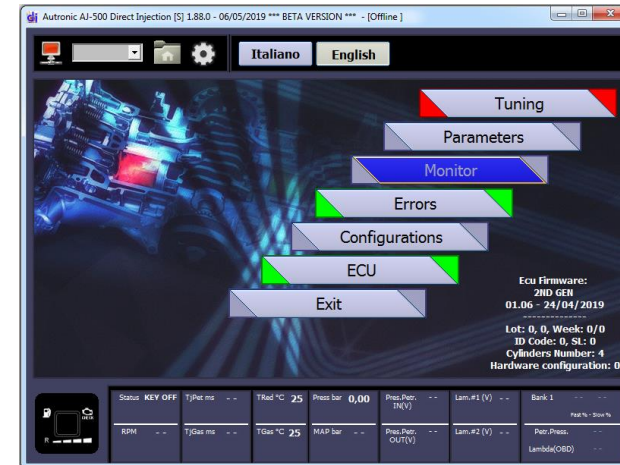 Autronic AJ-500 Direct Injection [S] 1.88.0 - 06/05/2019 *** BETA VERSION *** - [Offline ]
Italiano English
Tuning
Parameters
Monitor
Errors
Configurations
ECU
Exit
Ecu Firmware:
2ND GEN
01.06 - 24/04/2019
--------------
Lot: 0, 0, Week: 0/0
ID Code: 0, SL: 0
Cylinders Number: 4
Hardware configuration: 0
Status KEY OFF TjPet ms - - TRed °C 25 Press bar 0,00 Pres.Petr. IN(V) - - Lam.#1 (V) - - Bank 1 - - - -
Fast % - Slow %
RPM - - TjGas ms - - TGas °C 25 MAP bar - - Pres.Petr. OUT(V) - - Lam.#2 (V) - - Petr.Press. - -
Lambda(OBD) - -
R